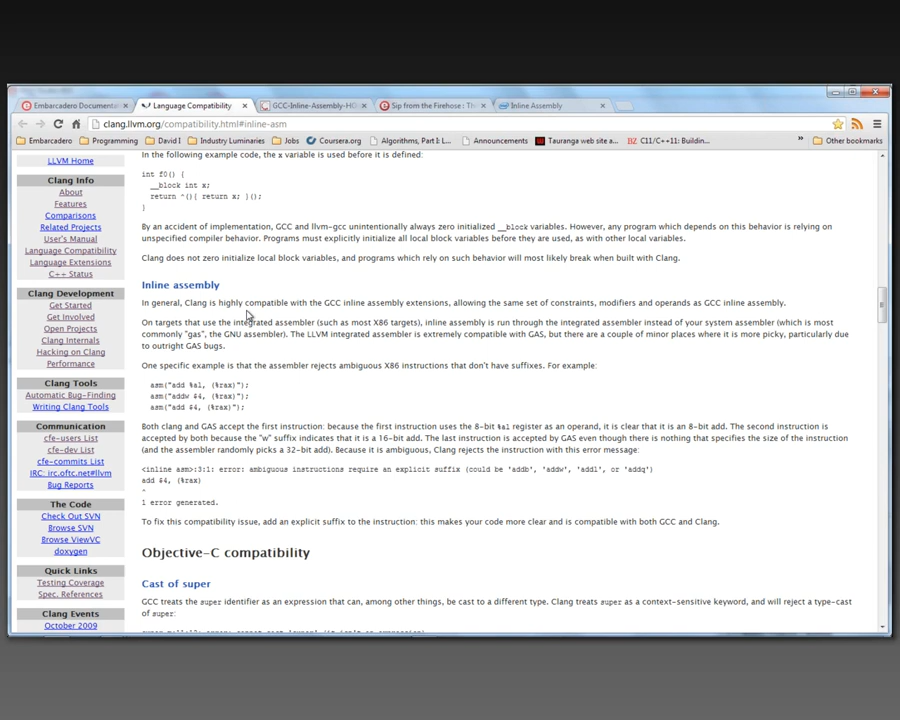 Embarcadero Documenta
Language Compatibility
GCC-Inline-Assembly-HO
Sip from the Firehose : Th
Inline Assembly
clang.llvm.org/compatibility.html#inline-asm
Embarcadero
Programming
David I
Industry Luminaries
Jobs
Coursera.org
Algorithms, Part I: L...
Announcements
Tauranga web site a...
BZ C11/C++11: Buildin...
»
Other bookmarks
LLVM Home
Clang Info
About
Features
Comparisons
Related Projects
User's Manual
Language Compatibility
Language Extensions
C++ Status
Clang Development
Get Started
Get Involved
Open Projects
Clang Internals
Hacking on Clang
Performance
Clang Tools
Automatic Bug-Finding
Writing Clang Tools
Communication
cfe-users List
cfe-dev List
cfe-commits List
IRC: irc.oftc.net#llvm
Bug Reports
The Code
Check Out SVN
Browse SVN
Browse ViewVC
doxygen
Quick Links
Testing Coverage
Spec. References
Clang Events
October 2009
In the following example code, the x variable is used before it is defined:
int f0() {
__block int x;
return ^(){ return x; }();
}
By an accident of implementation, GCC and llvm-gcc unintentionally always zero initialized __block variables. However, any program which depends on this behavior is relying on
unspecified compiler behavior. Programs must explicitly initialize all local block variables before they are used, as with other local variables.
Clang does not zero initialize local block variables, and programs which rely on such behavior will most likely break when built with Clang.
Inline assembly
In general, Clang is highly compatible with the GCC inline assembly extensions, allowing the same set of constraints, modifiers and operands as GCC inline assembly.
On targets that use the integrated assembler (such as most X86 targets), inline assembly is run through the integrated assembler instead of your system assembler (which is most
commonly "gas", the GNU assembler). The LLVM integrated assembler is extremely compatible with GAS, but there are a couple of minor places where it is more picky, particularly due
to outright GAS bugs.
One specific example is that the assembler rejects ambiguous X86 instructions that don't have suffixes. For example:
asm("add %al, (%rax)");
asm("addw $4, (%rax)");
asm("add $4, (%rax)");
Both clang and GAS accept the first instruction: because the first instruction uses the 8-bit %al register as an operand, it is clear that it is an 8-bit add. The second instruction is
accepted by both because the "w" suffix indicates that it is a 16-bit add. The last instruction is accepted by GAS even though there is nothing that specifies the size of the instruction
(and the assembler randomly picks a 32-bit add). Because it is ambiguous, Clang rejects the instruction with this error message:
<inline asm>:3:1: error: ambiguous instructions require an explicit suffix (could be 'addb', 'addw', 'addl', or 'addq')
add $4, (%rax)
^
1 error generated.
To fix this compatibility issue, add an explicit suffix to the instruction: this makes your code more clear and is compatible with both GCC and Clang.
Objective-C compatibility
Cast of super
GCC treats the super identifier as an expression that can, among other things, be cast to a different type. Clang treats super as a context-sensitive keyword, and will reject a type-cast
of super: